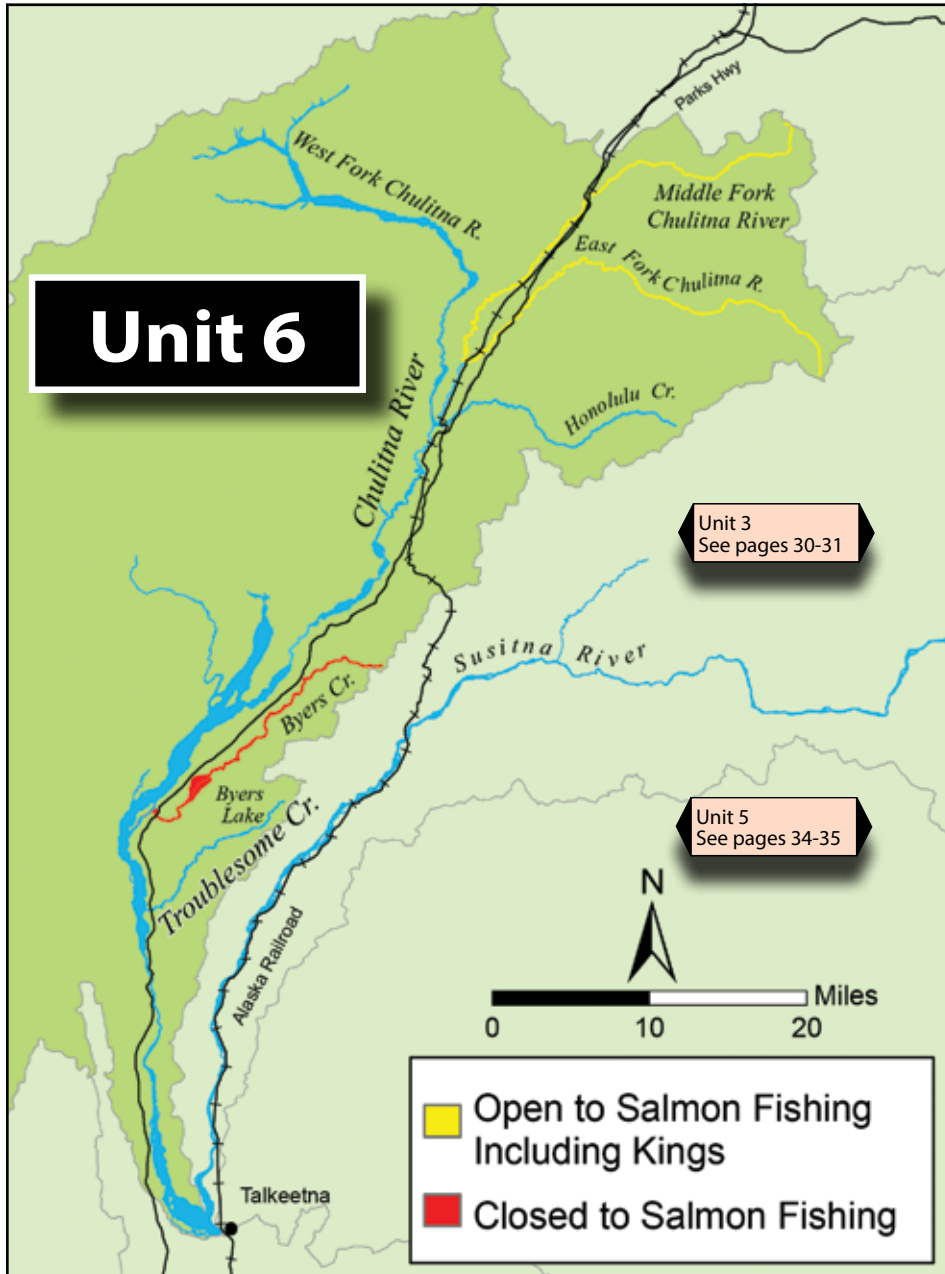 Parks Hwy
West Fork Chulitna R.
Middle Fork
Chulitna River
East Fork Chulitna R.
Unit 6
Chulitna River
Honolulu Cr.
Unit 3
See pages 30-31
Susitna River
Byers Cr.
Byers
Lake
Troublesome Cr.
Unit 5
See pages 34-35
N
Alaska Railroad
Miles
0 10 20
Open to Salmon Fishing
Including Kings
Closed to Salmon Fishing
Talkeetna